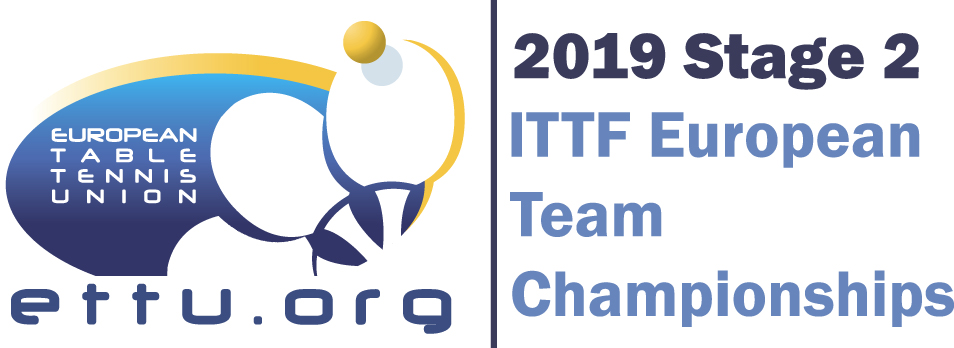 EUROPEAN
TABLE
TENNIS
UNION
ettu.org
2019 Stage 2
ITTF European
Team
Championships